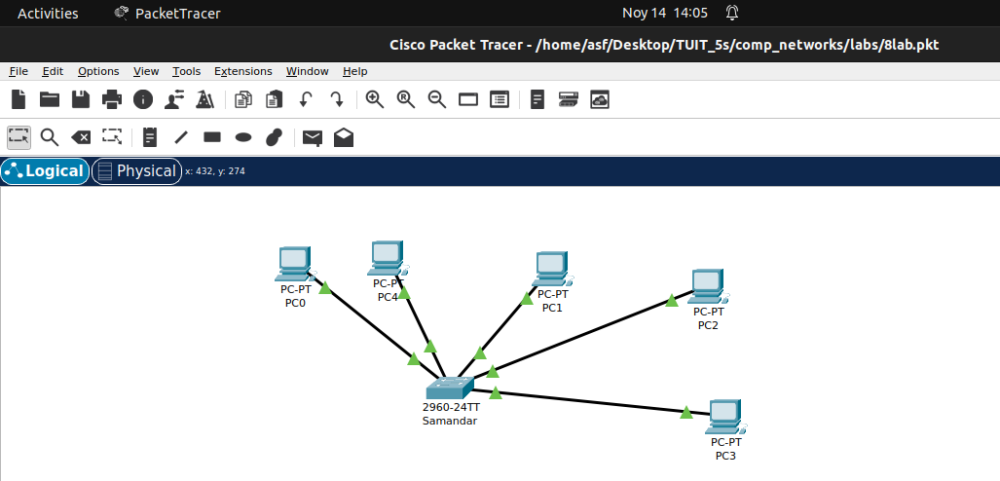 Activities PacketTracer Noy 14 14:05
Cisco Packet Tracer - /home/asf/Desktop/TUIT_5s/comp_networks/labs/8lab.pkt
File Edit Options View Tools Extensions Window Help
Logical Physical x: 432, y: 274
PC-PT
PC0
PC-PT
PC4
PC-PT
PC1
PC-PT
PC2
2960-24TT
Samandar
PC-PT
PC3